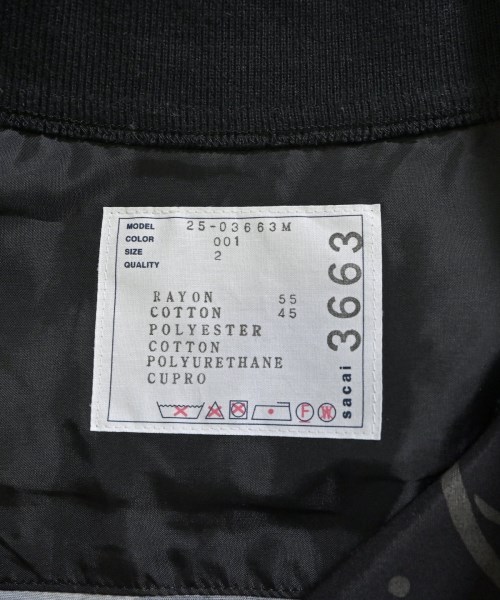 MODEL 25-03663M
COLOR 001
SIZE 2
QUALITY
RAYON 55
COTTON 45
POLYESTER
COTTON
POLYURETHANE
CUPRO
F W
sacai 3663